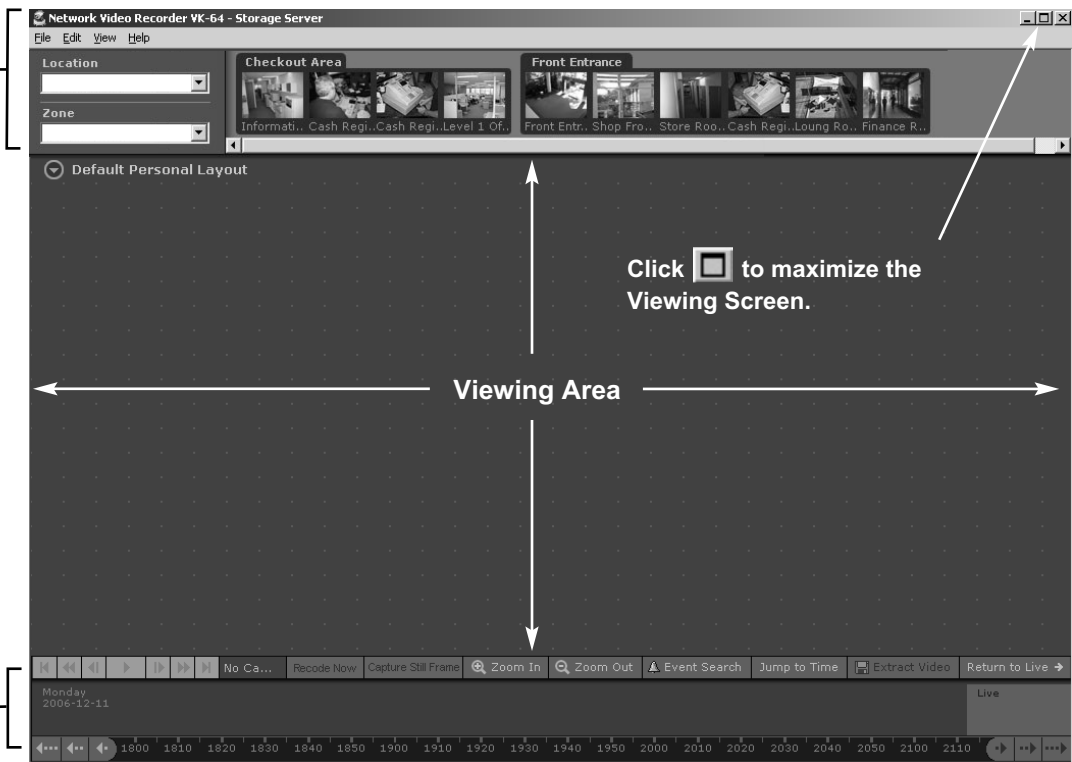 Network Video Recorder VK-64 - Storage Server
File Edit View Help
Location
Zone
Checkout Area
Informati.. Cash Regi.. Cash Regi.. Level 1 Of..
Front Entrance
Front Entr.. Shop Fro.. Store Roo.. Cash Regi.. Loung Ro.. Finance R..
Default Personal Layout
Click to maximize the
Viewing Screen.
Viewing Area
No Ca... Recode Now Capture Still Frame Zoom In Zoom Out Event Search Jump to Time Extract Video Return to Live
Monday
2006-12-11
Live
1800 1810 1820 1830 1840 1850 1900 1910 1920 1930 1940 1950 2000 2010 2020 2030 2040 2050 2100 2110